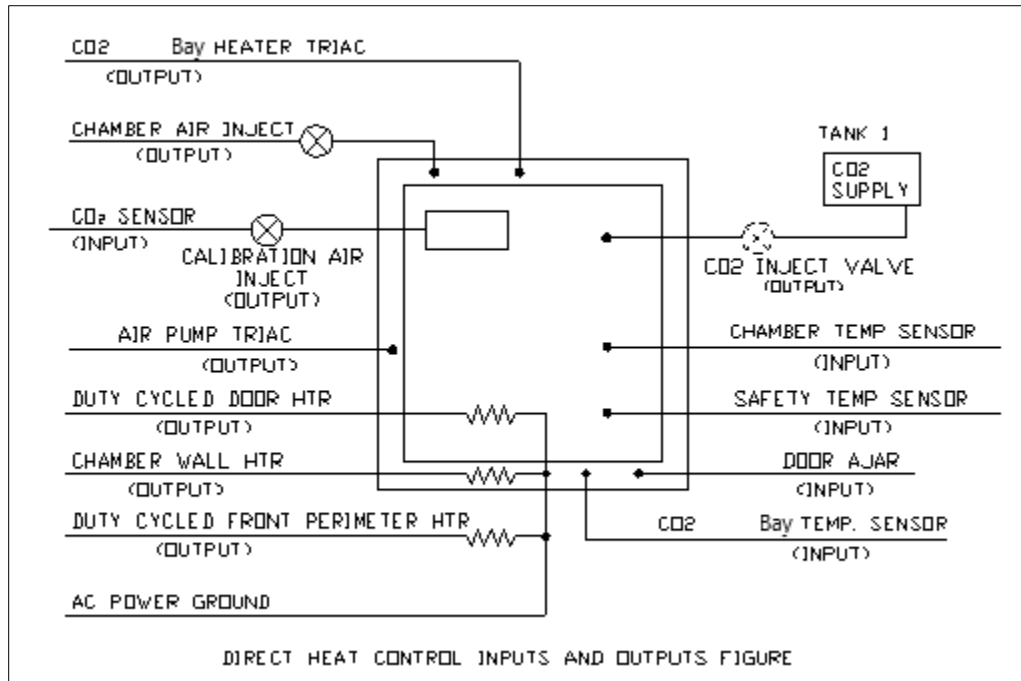 CO2 Bay HEATER TRIAC
(OUTPUT)
CHAMBER AIR INJECT
(OUTPUT)
TANK 1
CO2
SUPPLY
CO2 SENSOR
(INPUT)
CALIBRATION AIR
INJECT
(OUTPUT)
CO2 INJECT VALVE
(OUTPUT)
AIR PUMP TRIAC
(OUTPUT)
CHAMBER TEMP SENSOR
(INPUT)
DUTY CYCLED DOOR HTR
(OUTPUT)
SAFETY TEMP SENSOR
(INPUT)
CHAMBER WALL HTR
(OUTPUT)
DOOR AJAR
(INPUT)
DUTY CYCLED FRONT PERIMETER HTR
(OUTPUT)
CO2 Bay TEMP. SENSOR
(INPUT)
AC POWER GROUND
DIRECT HEAT CONTROL INPUTS AND OUTPUTS FIGURE